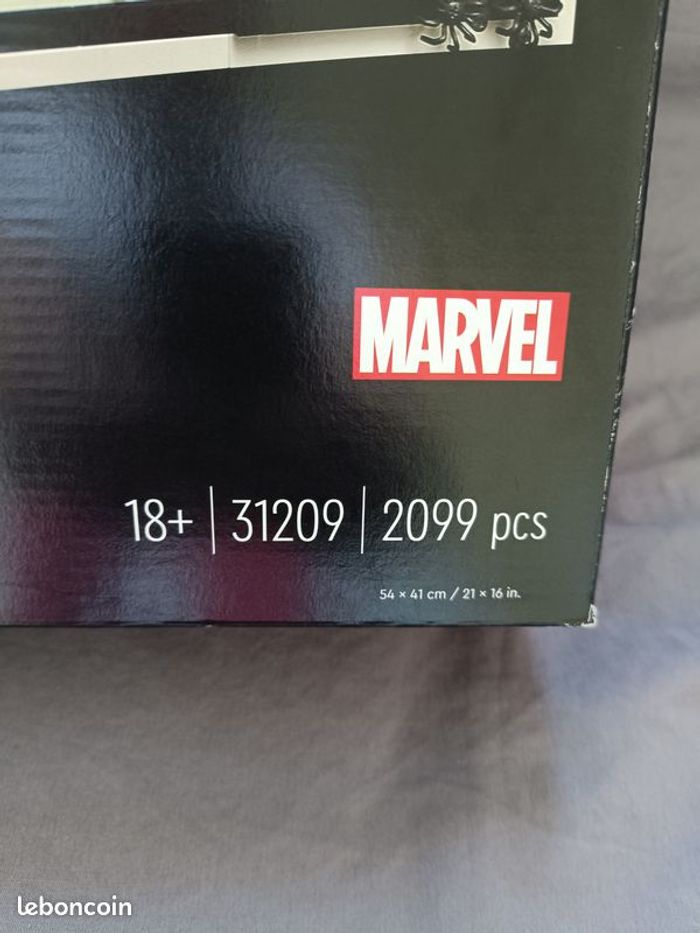 MARVEL
18+ | 31209 | 2099 pcs
54 × 41 cm / 21 × 16 in.
leboncoin